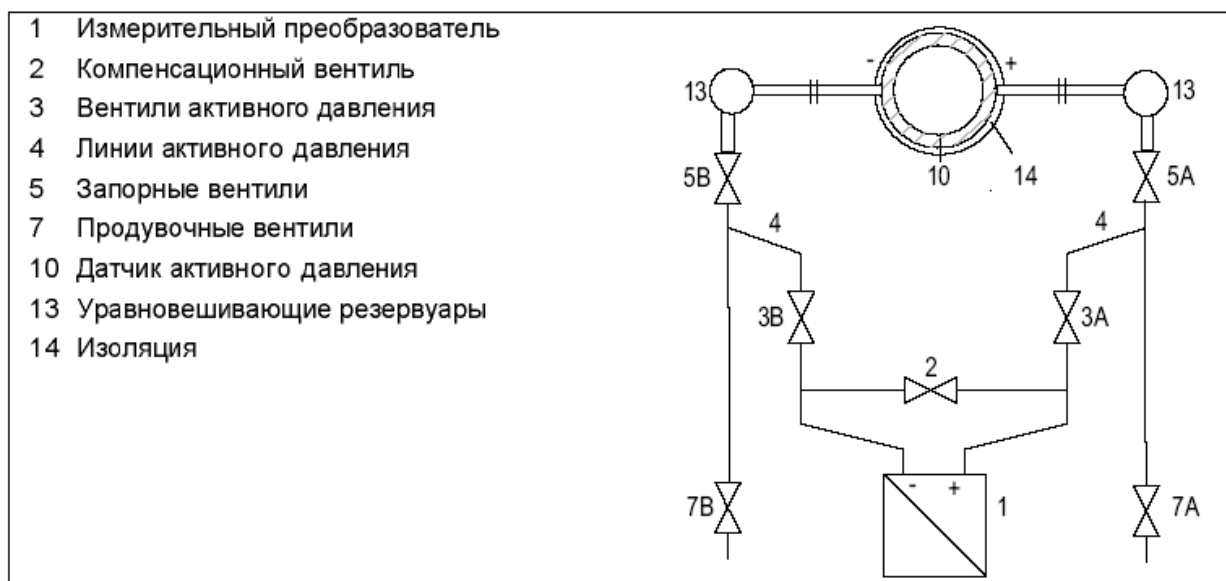 1 Измерительный преобразователь
2 Компенсационный вентиль
3 Вентили активного давления
4 Линии активного давления
5 Запорные вентили
7 Продувочные вентили
10 Датчик активного давления
13 Уравновешивающие резервуары
14 Изоляция
- +
13 13
5B 10 14 5A
4 4
3B 3A
2
- +
7B 1 7A